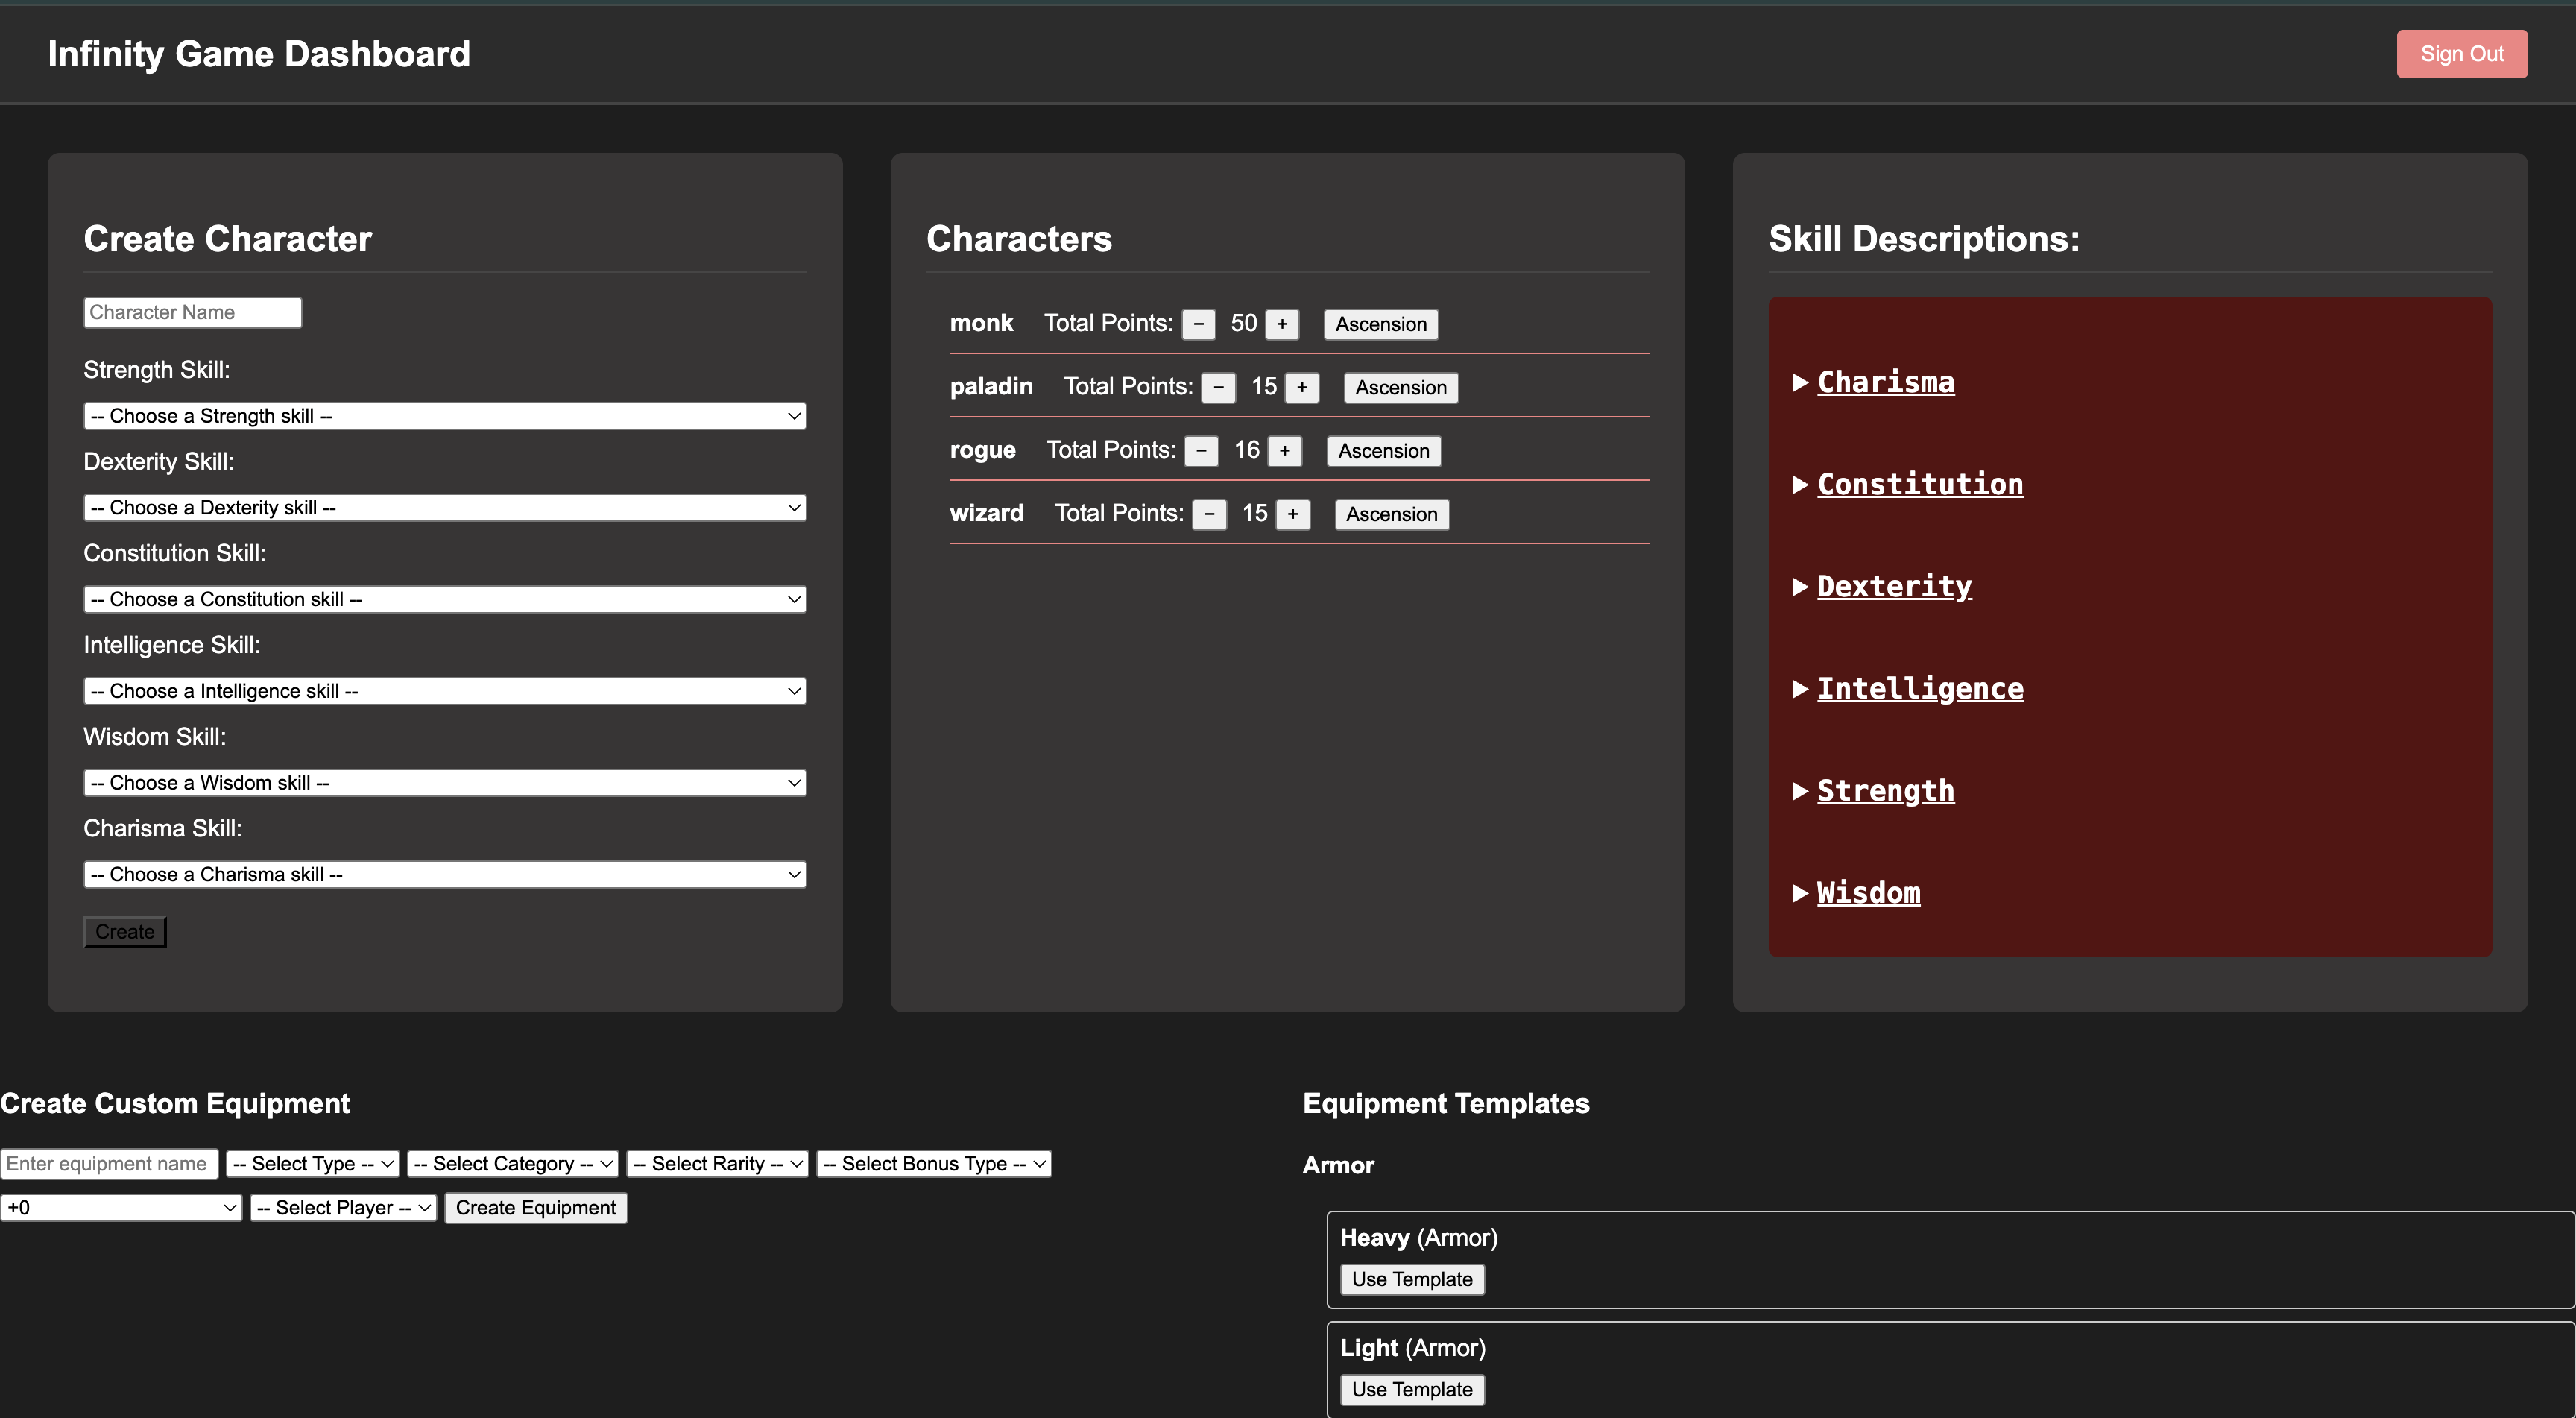 Infinity Game Dashboard
Sign Out
Create Character
Character Name
Strength Skill:
-- Choose a Strength skill --
Dexterity Skill:
-- Choose a Dexterity skill --
Constitution Skill:
-- Choose a Constitution skill --
Intelligence Skill:
-- Choose a Intelligence skill --
Wisdom Skill:
-- Choose a Wisdom skill --
Charisma Skill:
-- Choose a Charisma skill --
Create
Characters
monk Total Points: − 50 + Ascension
paladin Total Points: − 15 + Ascension
rogue Total Points: − 16 + Ascension
wizard Total Points: − 15 + Ascension
Skill Descriptions:
Charisma
Constitution
Dexterity
Intelligence
Strength
Wisdom
Create Custom Equipment
Enter equipment name -- Select Type -- -- Select Category -- -- Select Rarity -- -- Select Bonus Type --
+0 -- Select Player -- Create Equipment
Equipment Templates
Armor
Heavy (Armor)
Use Template
Light (Armor)
Use Template